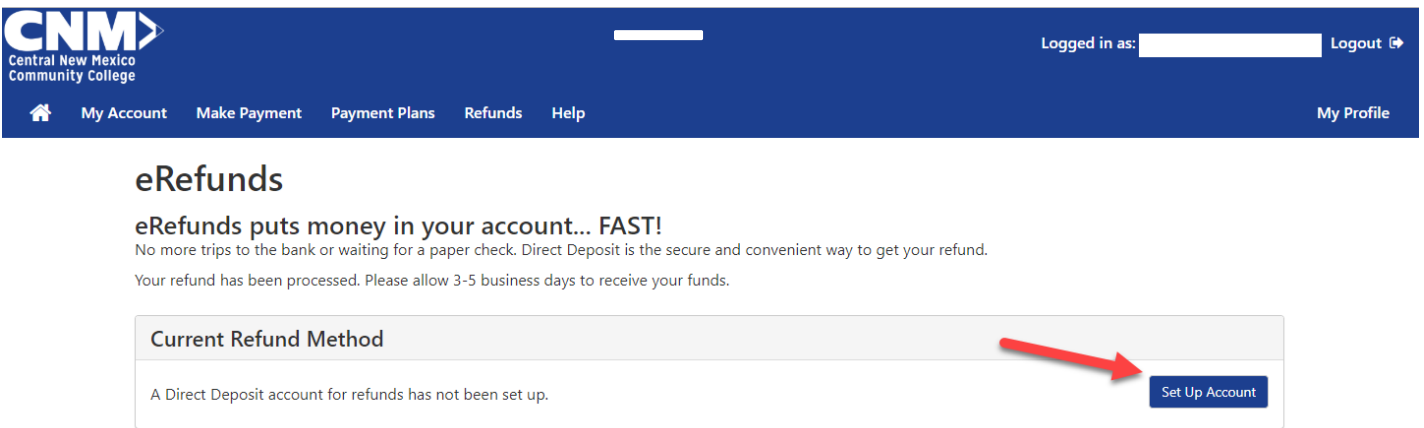 CNM
Central New Mexico
Community College
Logged in as:
Logout
My Account Make Payment Payment Plans Refunds Help My Profile
eRefunds
eRefunds puts money in your account... FAST!
No more trips to the bank or waiting for a paper check. Direct Deposit is the secure and convenient way to get your refund.
Your refund has been processed. Please allow 3-5 business days to receive your funds.
Current Refund Method
A Direct Deposit account for refunds has not been set up.
Set Up Account